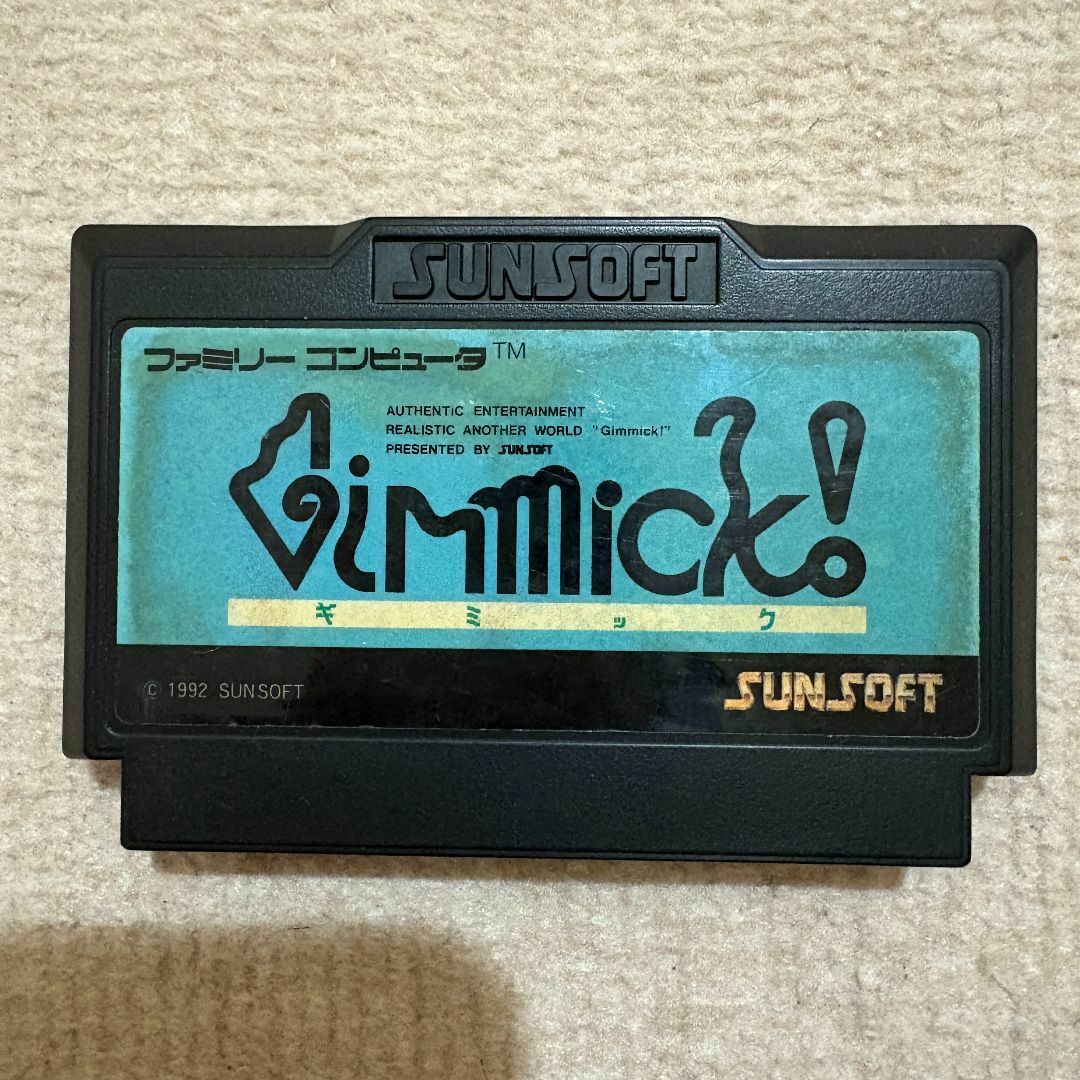 SUNSOFT
ファミリー コンピュータ™
AUTHENTIC ENTERTAINMENT
REALISTIC ANOTHER WORLD "Gimmick!"
PRESENTED BY SUNSOFT
Gimmick!
ギミック
© 1992 SUNSOFT
SUNSOFT